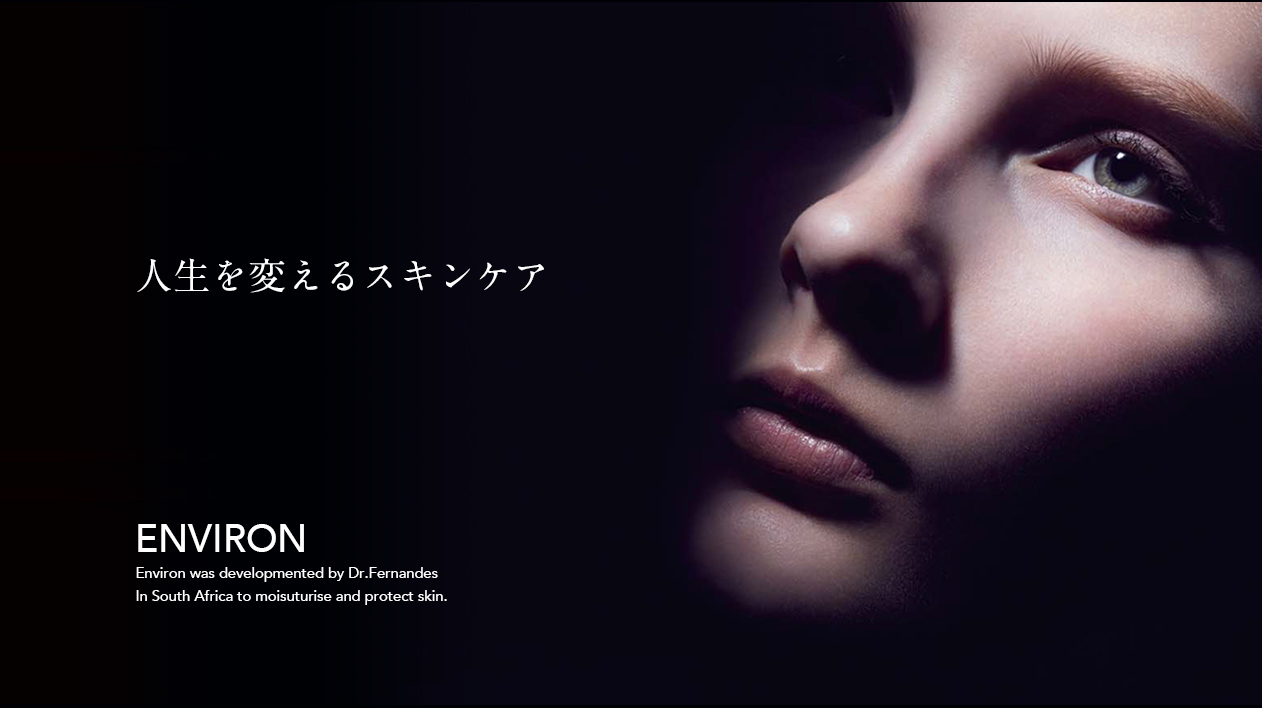 人生を変えるスキンケア
ENVIRON
Environ was developmented by Dr.Fernandes
In South Africa to moisuturise and protect skin.